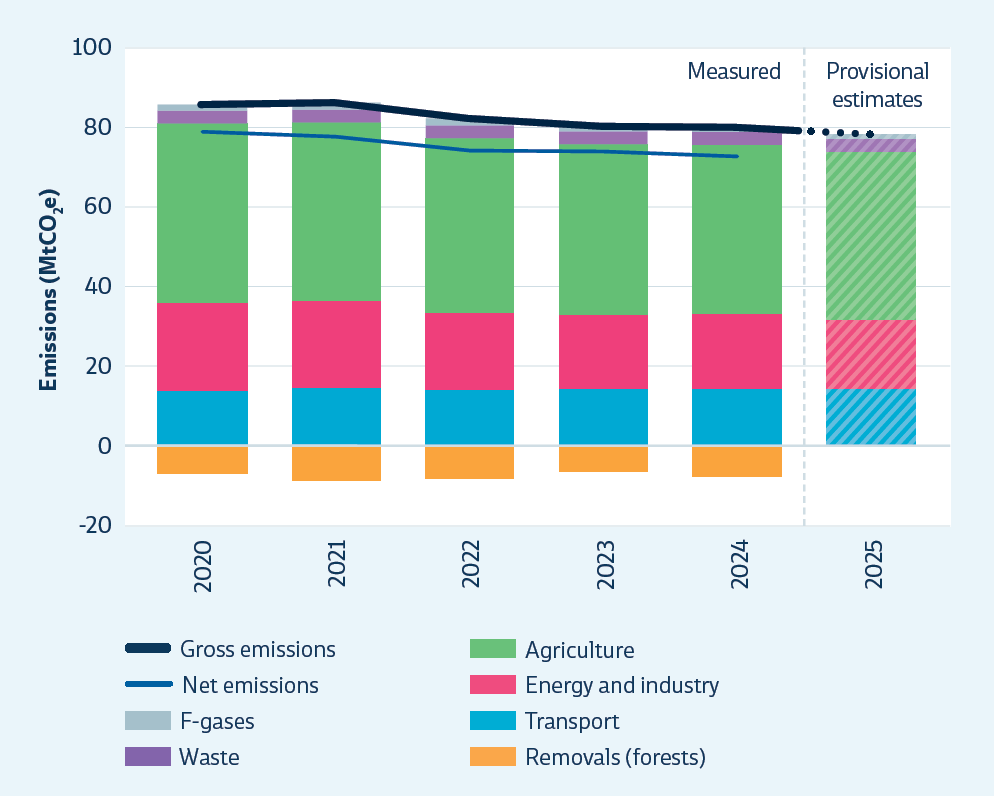 100
80
60
40
20
0
-20
Emissions (MtCO₂e)
Measured
Provisional
estimates
2020
2021
2022
2023
2024
2025
Gross emissions
Net emissions
F-gases
Waste
Agriculture
Energy and industry
Transport
Removals (forests)